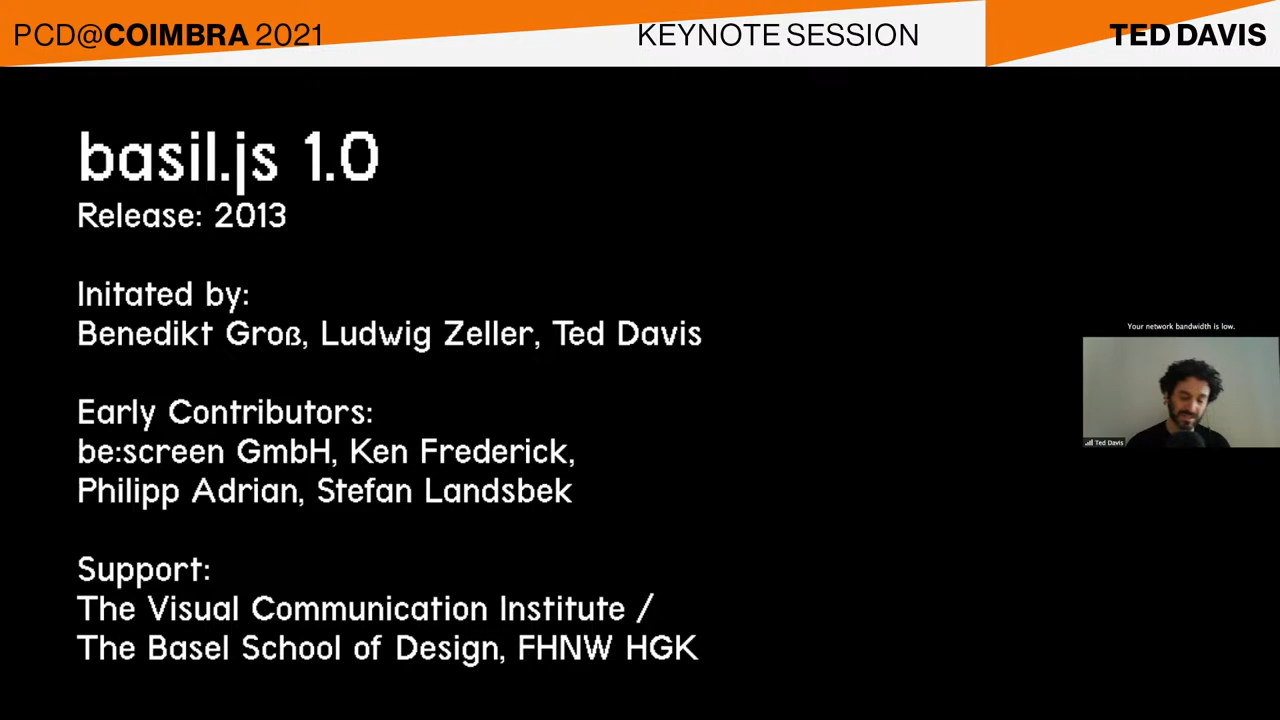 PCD@COIMBRA 2021
KEYNOTE SESSION
TED DAVIS
basil.js 1.0
Release: 2013
Initated by:
Benedikt Groß, Ludwig Zeller, Ted Davis
Early Contributors:
be:screen GmbH, Ken Frederick,
Philipp Adrian, Stefan Landsbek
Support:
The Visual Communication Institute /
The Basel School of Design, FHNW HGK
Your network bandwidth is low.
Ted Davis